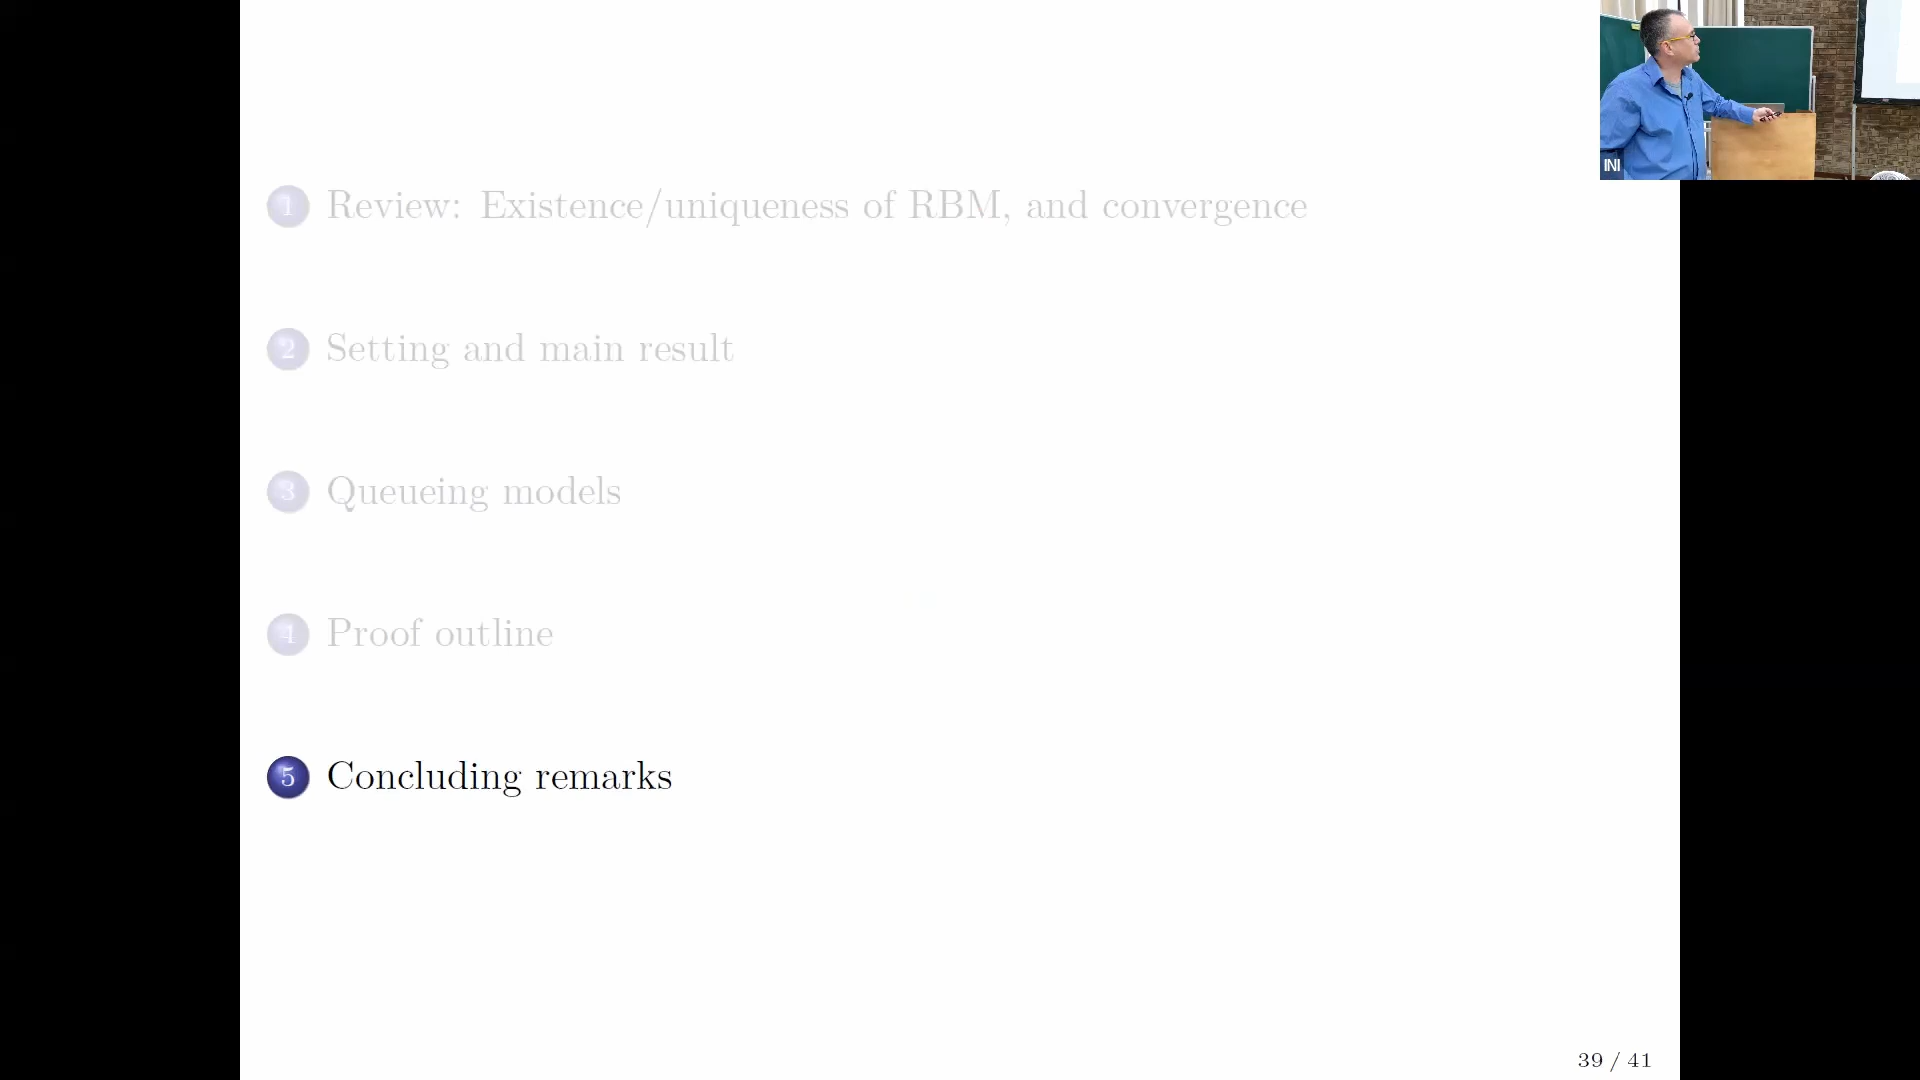 INI
1 Review: Existence/uniqueness of RBM, and convergence
2 Setting and main result
3 Queueing models
4 Proof outline
5 Concluding remarks
39 / 41